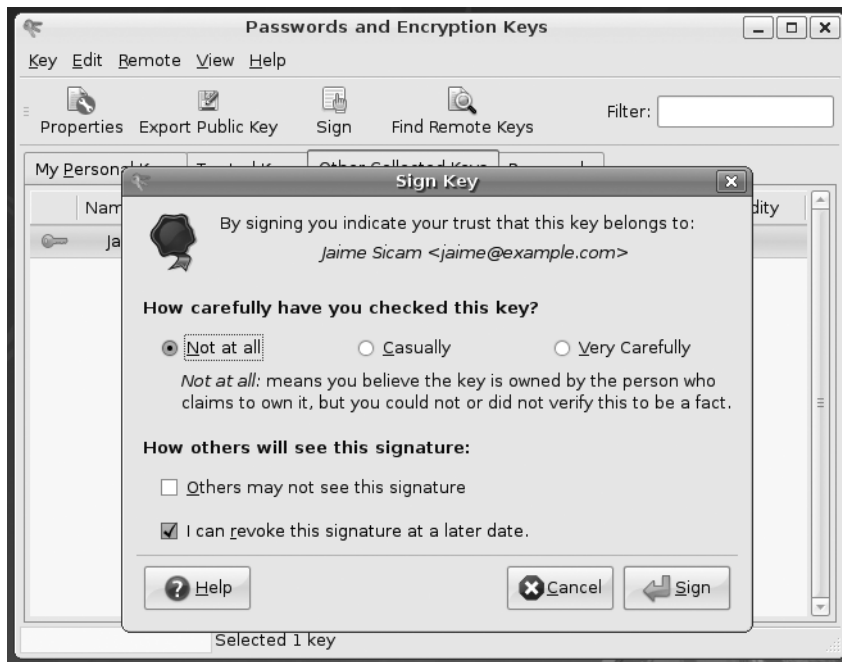 Passwords and Encryption Keys
Key Edit Remote View Help
Properties Export Public Key Sign Find Remote Keys Filter:
My Personal
Sign Key
Nam dity
Ja
By signing you indicate your trust that this key belongs to:
Jaime Sicam <jaime@example.com>
How carefully have you checked this key?
Not at all Casually Very Carefully
Not at all: means you believe the key is owned by the person who
claims to own it, but you could not or did not verify this to be a fact.
How others will see this signature:
Others may not see this signature
I can revoke this signature at a later date.
Help Cancel Sign
Selected 1 key